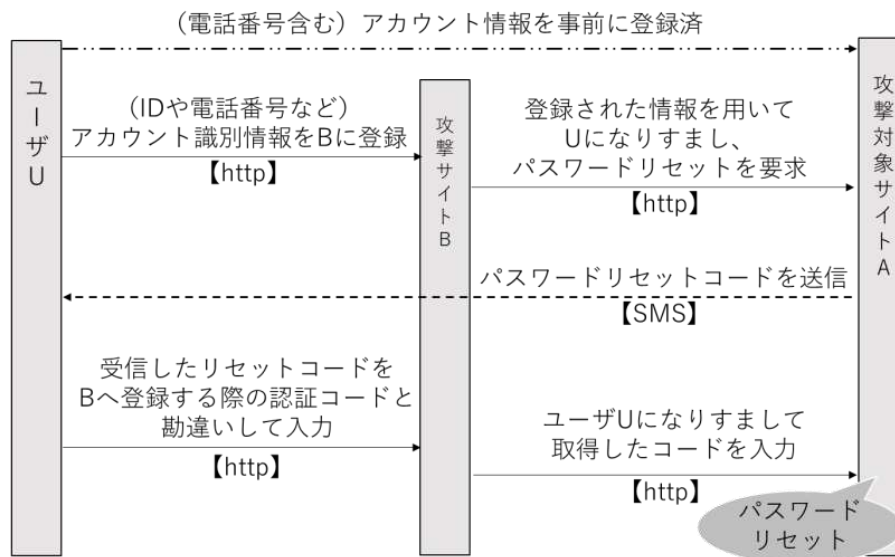 （電話番号含む）アカウント情報を事前に登録済
ユーザU
攻撃サイトB
攻撃対象サイトA
（IDや電話番号など）
アカウント識別情報をBに登録
【http】
登録された情報を用いて
Uになりすまし、
パスワードリセットを要求
【http】
パスワードリセットコードを送信
【SMS】
受信したリセットコードを
Bへ登録する際の認証コードと
勘違いして入力
【http】
ユーザUになりすまして
取得したコードを入力
【http】
パスワード
リセット